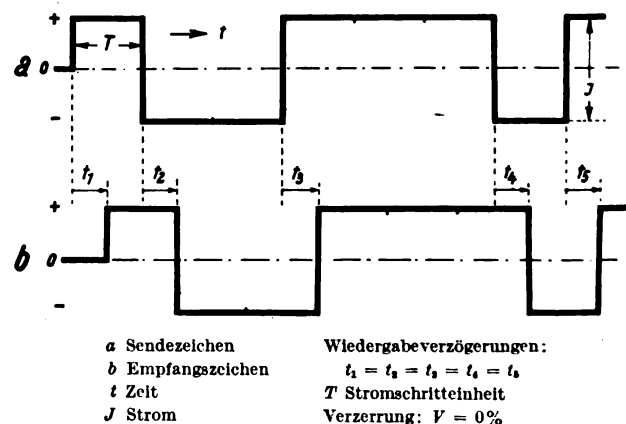 +
T
t
a 0
J
−
t₁ t₂ t₃ t₄ t₅
+
b 0
−
a Sendezeichen
b Empfangszeichen
t Zeit
J Strom
Wiedergabeverzögerungen:
t₁ = t₂ = t₃ = t₄ = t₅
T Stromschritteinheit
Verzerrung: V = 0%